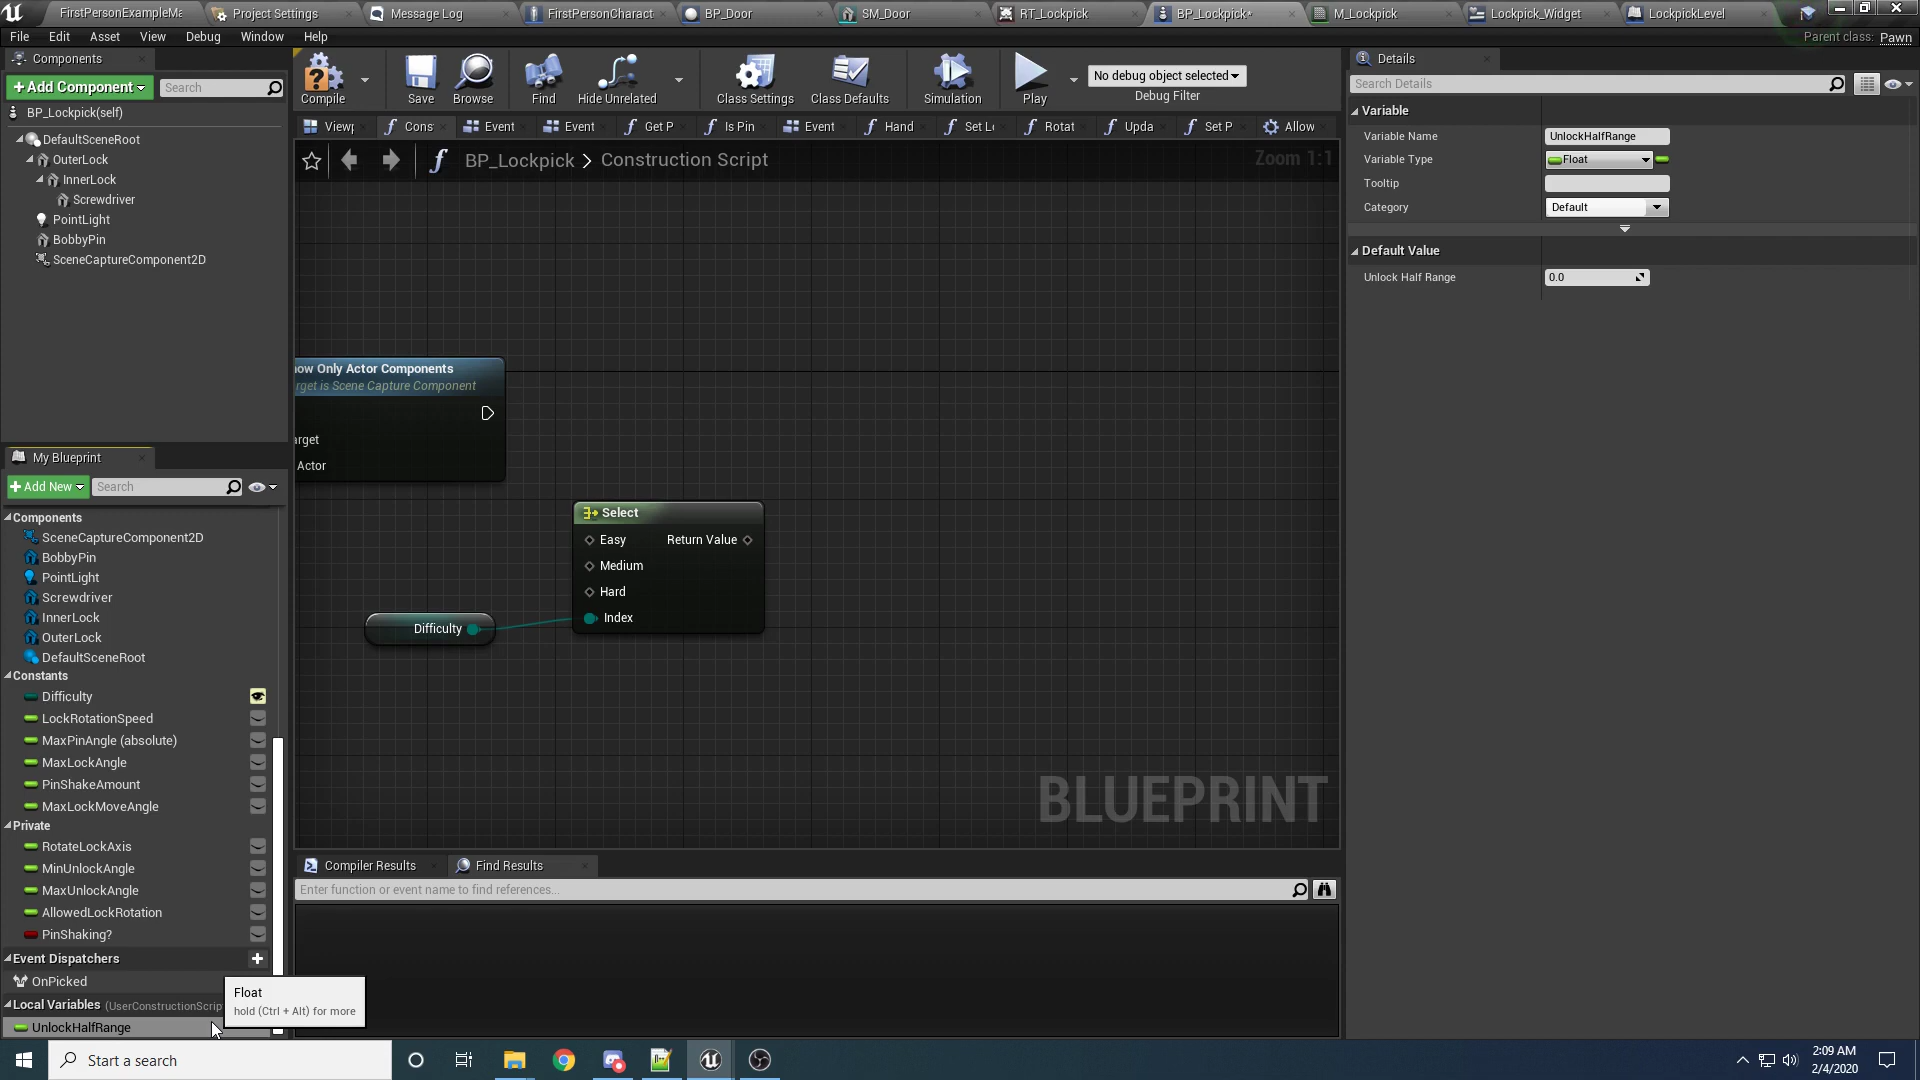 FirstPersonExampleMa
Project Settings
Message Log
FirstPersonCharact
BP_Door
SM_Door
RT_Lockpick
BP_Lockpick*
M_Lockpick
Lockpick_Widget
LockpickLevel
File
Edit
Asset
View
Debug
Window
Help
Parent class: Pawn
Components
+ Add Component
Search
BP_Lockpick(self)
DefaultSceneRoot
OuterLock
InnerLock
Screwdriver
PointLight
BobbyPin
SceneCaptureComponent2D
Compile
Save
Browse
Find
Hide Unrelated
Class Settings
Class Defaults
Simulation
Play
No debug object selected
Debug Filter
Viewp
Cons
Event
Event
Get P
Is Pin
Event
Hand
Set L
Rotat
Upda
Set P
Allow
BP_Lockpick > Construction Script
Zoom 1:1
how Only Actor Components
rget is Scene Capture Component
arget
Actor
Select
Easy
Return Value
Medium
Hard
Index
Difficulty
BLUEPRINT
My Blueprint
+ Add New
Search
Components
SceneCaptureComponent2D
BobbyPin
PointLight
Screwdriver
InnerLock
OuterLock
DefaultSceneRoot
Constants
Difficulty
LockRotationSpeed
MaxPinAngle (absolute)
MaxLockAngle
PinShakeAmount
MaxLockMoveAngle
Private
RotateLockAxis
MinUnlockAngle
MaxUnlockAngle
AllowedLockRotation
PinShaking?
Event Dispatchers
OnPicked
Local Variables (UserConstructionScrip
UnlockHalfRange
Float
hold (Ctrl + Alt) for more
Compiler Results
Find Results
Enter function or event name to find references...
Details
Search Details
Variable
Variable Name
UnlockHalfRange
Variable Type
Float
Tooltip
Category
Default
Default Value
Unlock Half Range
0.0
Start a search
2:09 AM
2/4/2020